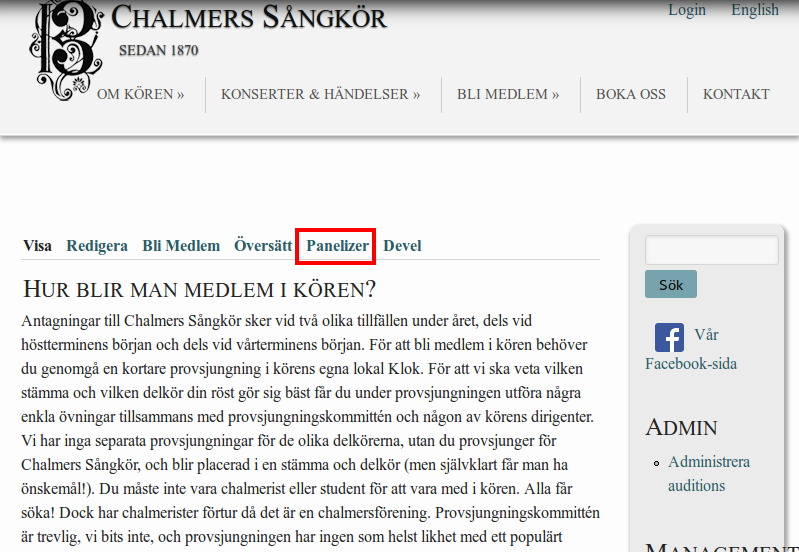 CHALMERS SÅNGKÖR
SEDAN 1870
Login English
OM KÖREN » KONSERTER & HÄNDELSER » BLI MEDLEM » BOKA OSS KONTAKT
Visa Redigera Bli Medlem Översätt Panelizer Devel
HUR BLIR MAN MEDLEM I KÖREN?
Antagningar till Chalmers Sångkör sker vid två olika tillfällen under året, dels vid
höstterminens början och dels vid vårterminens början. För att bli medlem i kören behöver
du genomgå en kortare provsjungning i körens egna lokal Klok. För att vi ska veta vilken
stämma och vilken delkör din röst gör sig bäst får du under provsjungningen utföra några
enkla övningar tillsammans med provsjungningskommittén och någon av körens dirigenter.
Vi har inga separata provsjungningar för de olika delkörerna, utan du provsjunger för
Chalmers Sångkör, och blir placerad i en stämma och delkör (men självklart får man ha
önskemål!). Du måste inte vara chalmerist eller student för att vara med i kören. Alla får
söka! Dock har chalmerister förtur då det är en chalmersförening. Provsjungningskommittén
är trevlig, vi bits inte, och provsjungningen har ingen som helst likhet med ett populärt
Sök
Vår
Facebook-sida
ADMIN
Administrera
auditions
MANAGEMENT